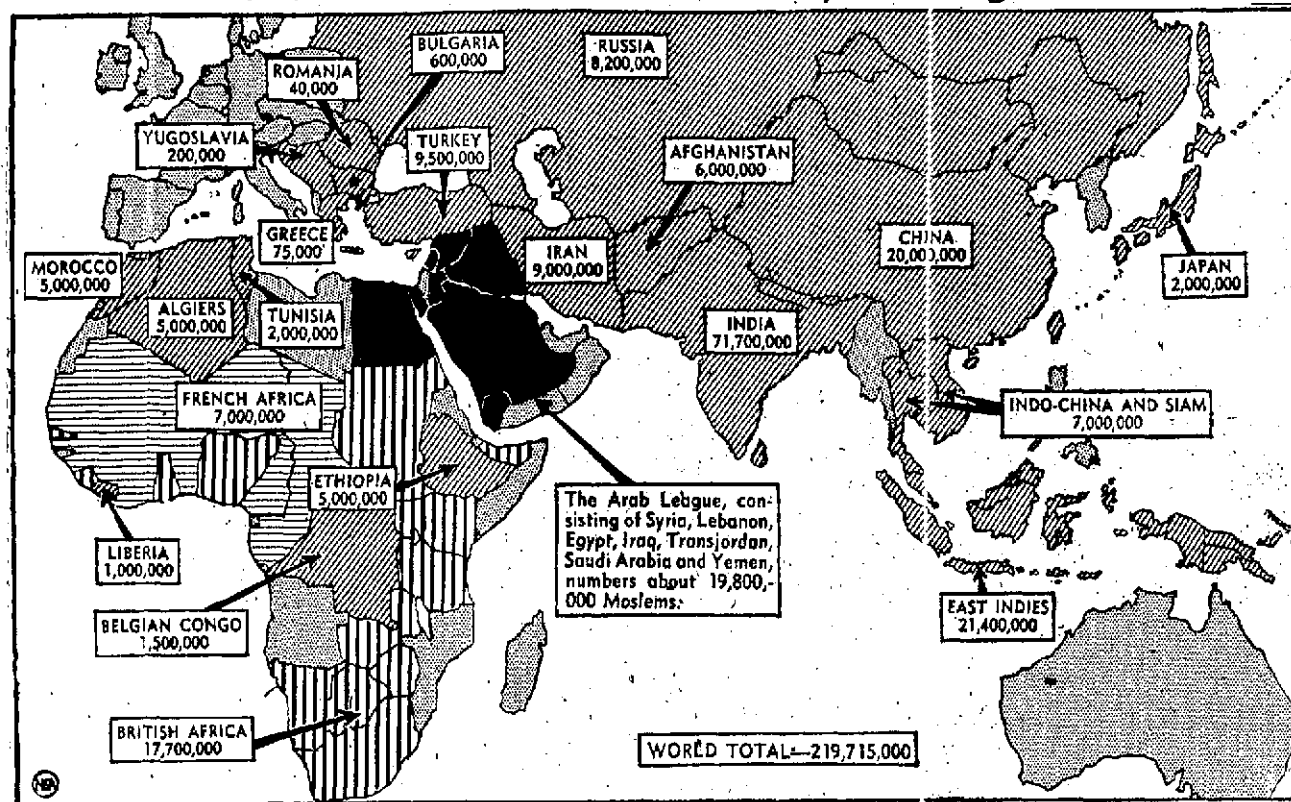 BULGARIA
600,000
RUSSIA
8,200,000
ROMANIA
40,000
YUGOSLAVIA
200,000
TURKEY
9,500,000
AFGHANISTAN
6,000,000
GREECE
75,000
IRAN
9,000,000
CHINA
20,000,000
MOROCCO
5,000,000
JAPAN
2,000,000
ALGIERS
5,000,000
TUNISIA
2,000,000
INDIA
71,700,000
FRENCH AFRICA
7,000,000
INDO-CHINA AND SIAM
7,000,000
ETHIOPIA
5,000,000
The Arab League, con-
sisting of Syria, Lebanon,
Egypt, Iraq, Transjordan,
Saudi Arabia and Yemen,
numbers about 19,800,-
000 Moslems.
LIBERIA
1,000,000
EAST INDIES
21,400,000
BELGIAN CONGO
1,500,000
BRITISH AFRICA
17,700,000
WORLD TOTAL—219,715,000
NEA